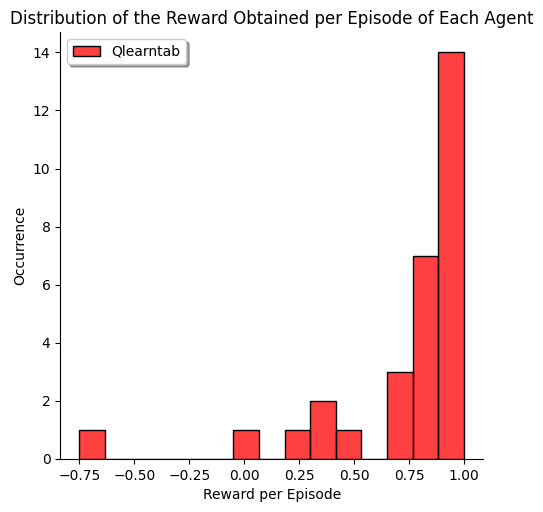 Distribution of the Reward Obtained per Episode of Each Agent
Qlearntab
14
12
10
8
6
4
2
0
Occurrence
−0.75 −0.50 −0.25 0.00 0.25 0.50 0.75 1.00
Reward per Episode